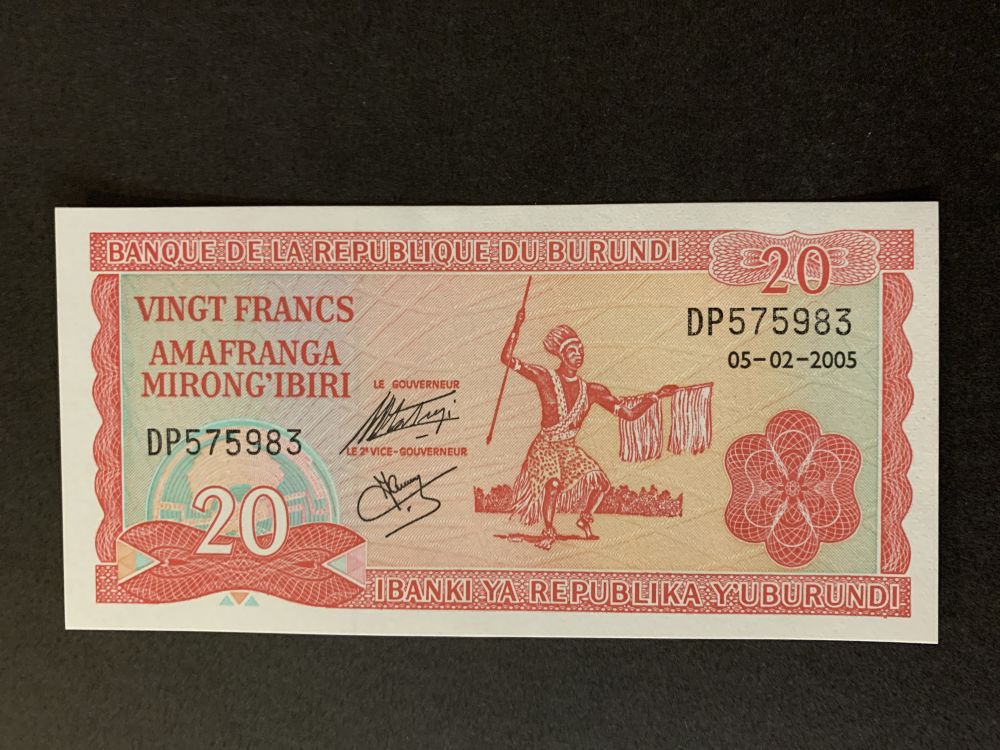 BANQUE DE LA REPUBLIQUE DU BURUNDI
20
VINGT FRANCS
AMAFRANGA
MIRONG'IBIRI
DP575983
05-02-2005
LE GOUVERNEUR
LE 2e VICE-GOUVERNEUR
DP575983
20
IBANKI YA REPUBLIKA Y'UBURUNDI